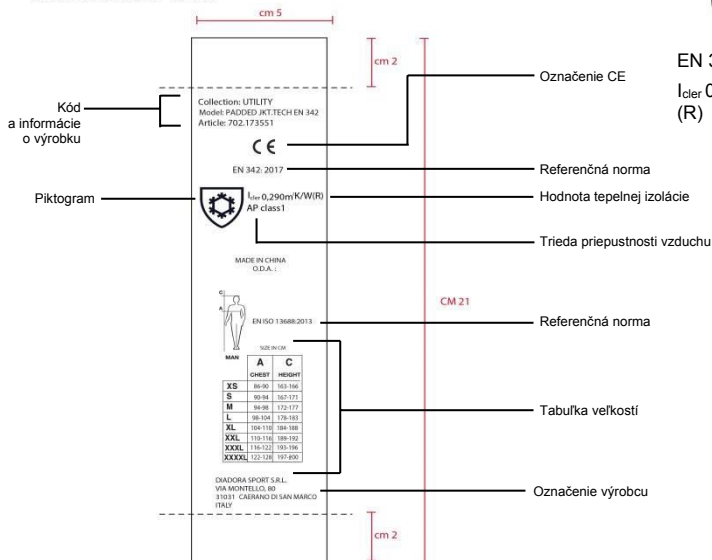 cm 5
cm 2
Označenie CE
EN 3
I cler 0
(R)
Kód
a informácie
o výrobku
Collection: UTILITY
Model: PADDED JKT.TECH EN 342
Article: 702.173551
CE
EN 342: 2017
Referenčná norma
Piktogram
I cler 0,290m²K/W(R)
AP class1
Hodnota tepelnej izolácie
Trieda priepustnosti vzduchu
MADE IN CHINA
O.D.A. :
CM 21
C
A
EN ISO 13688:2013
Referenčná norma
MAN
SIZE IN CM
A C
CHEST HEIGHT
XS 86-90 163-166
S 90-94 167-171
M 94-98 172-177
L 98-104 178-183
XL 104-110 184-188
XXL 110-116 189-192
XXXL 116-122 193-196
XXXXL 122-128 197-200
Tabuľka veľkostí
DIADORA SPORT S.R.L.
VIA MONTELLO, 80
31031 CAERANO DI SAN MARCO
ITALY
Označenie výrobcu
cm 2